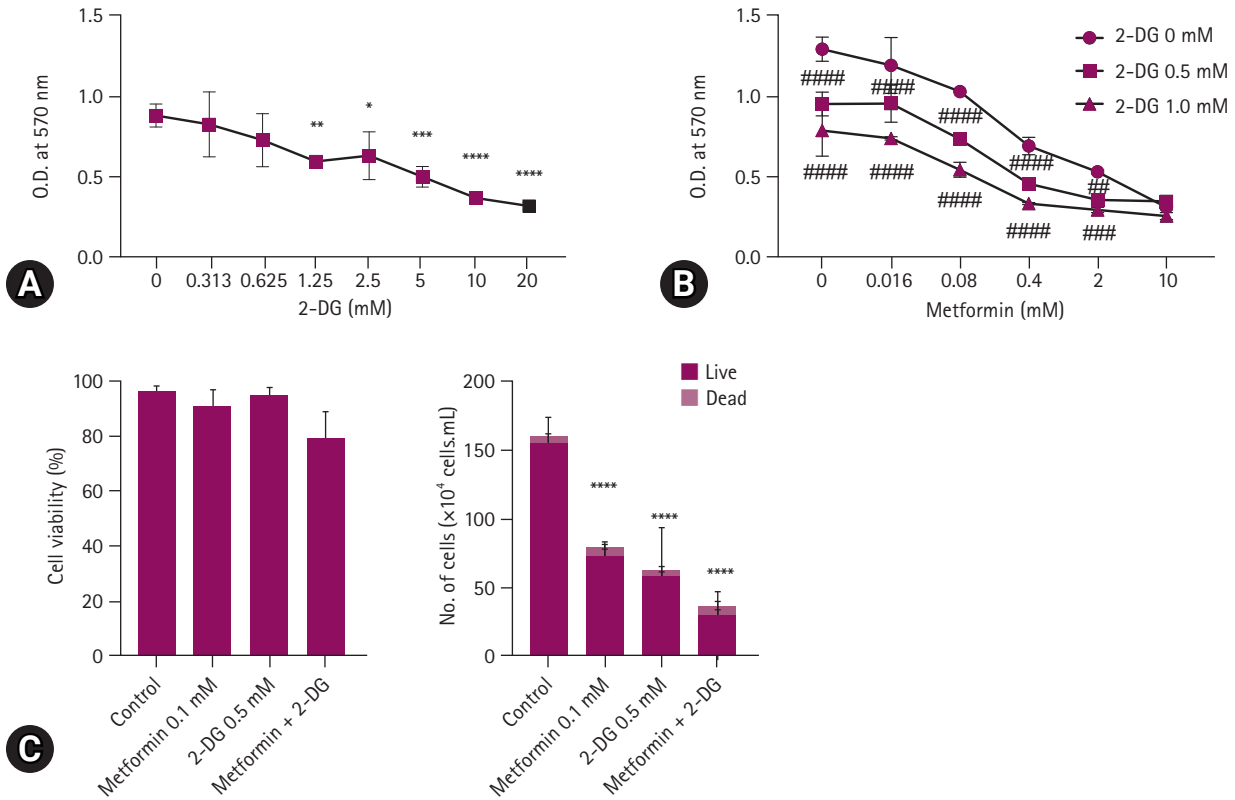 1.5
1.0
0.5
0.0
O.D. at 570 nm
**
*
***
****
****
0 0.313 0.625 1.25 2.5 5 10 20
2-DG (mM)
A
1.5
1.0
0.5
0.0
O.D. at 570 nm
2-DG 0 mM
2-DG 0.5 mM
2-DG 1.0 mM
####
####
####
####
##
####
####
####
####
###
0 0.016 0.08 0.4 2 10
Metformin (mM)
B
100
80
60
40
20
0
Cell viability (%)
Control
Metformin 0.1 mM
2-DG 0.5 mM
Metformin + 2-DG
Live
Dead
200
150
100
50
0
No. of cells (×10⁴ cells.mL)
****
****
****
Control
Metformin 0.1 mM
2-DG 0.5 mM
Metformin + 2-DG
C